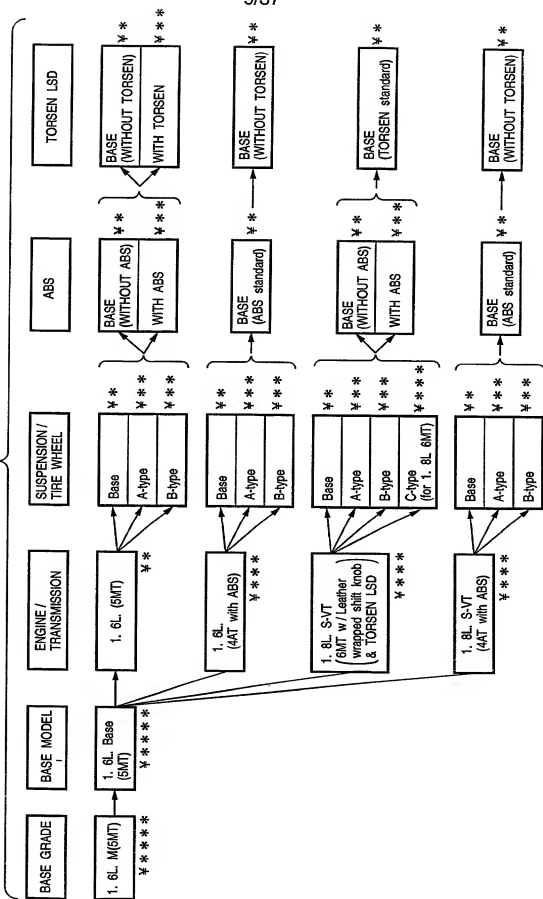 9/37
BASE GRADE
BASE MODEL
ENGINE /
TRANSMISSION
SUSPENSION /
TIRE WHEEL
ABS
TORSEN LSD
1. 6L. M(5MT)
¥*****
1. 6L. Base
(5MT)
¥*****
1. 6L. (5MT)
¥**
Base
¥**
A-type
¥***
B-type
¥***
BASE
(WITHOUT ABS)
¥**
WITH ABS
¥***
BASE
(WITHOUT TORSEN)
¥**
WITH TORSEN
¥***
1. 6L.
(4AT with ABS)
¥****
Base
¥**
A-type
¥***
B-type
¥***
BASE
(ABS standard)
¥**
BASE
(WITHOUT TORSEN)
¥**
1. 8L. S-VT
(6MT w/Leather
wrapped shift knob
& TORSEN LSD)
¥****
Base
¥**
A-type
¥***
B-type
¥***
C-type
(for 1. 8L 6MT)
¥****
BASE
(WITHOUT ABS)
¥**
WITH ABS
¥***
BASE
(TORSEN standard)
¥**
1. 8L. S-VT
(4AT with ABS)
¥****
Base
¥**
A-type
¥***
B-type
¥***
BASE
(ABS standard)
¥**
BASE
(WITHOUT TORSEN)
¥**